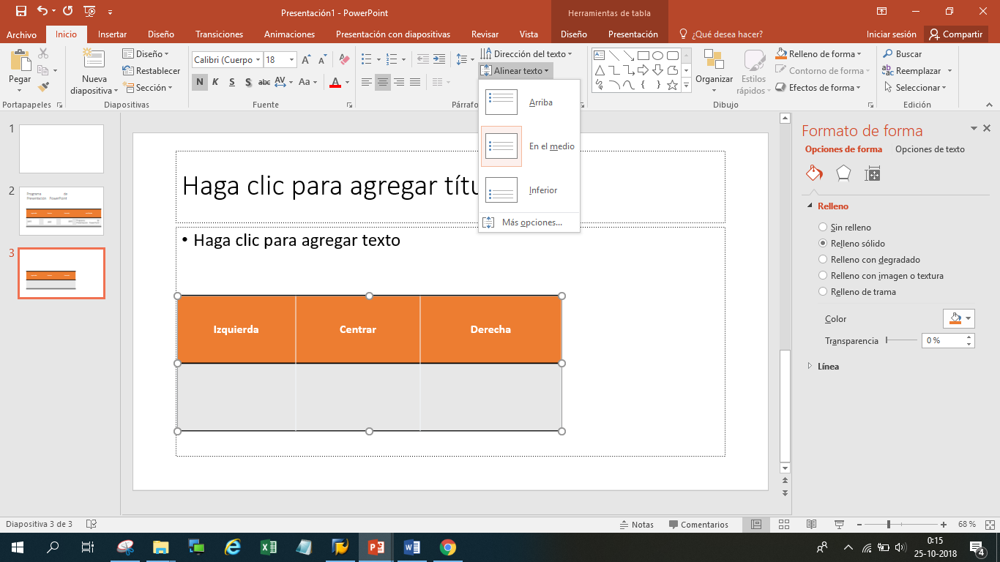 Presentación1 - PowerPoint
Herramientas de tabla
Archivo Inicio Insertar Diseño Transiciones Animaciones Presentación con diapositivas Revisar Vista Diseño Presentación ¿Qué desea hacer? Iniciar sesión Compartir
Pegar
Portapapeles
Nueva diapositiva
Diseño
Restablecer
Sección
Diapositivas
Calibri (Cuerpo 18
N K S S abc AV Aa A
Fuente
Dirección del texto
Alinear texto
Párrafo
Arriba
En el medio
Inferior
Más opciones...
Organizar
Estilos rápidos
Relleno de forma
Contorno de forma
Efectos de forma
Dibujo
Buscar
Reemplazar
Seleccionar
Edición
1
2
Programa de
Presentación PowerPoint
3
Haga clic para agregar títu
• Haga clic para agregar texto
Izquierda Centrar Derecha
Formato de forma
Opciones de forma Opciones de texto
Relleno
Sin relleno
Relleno sólido
Relleno con degradado
Relleno con imagen o textura
Relleno de trama
Color
Transparencia 0 %
Línea
Diapositiva 3 de 3 Notas Comentarios 68 %
0:15
25-10-2018
4